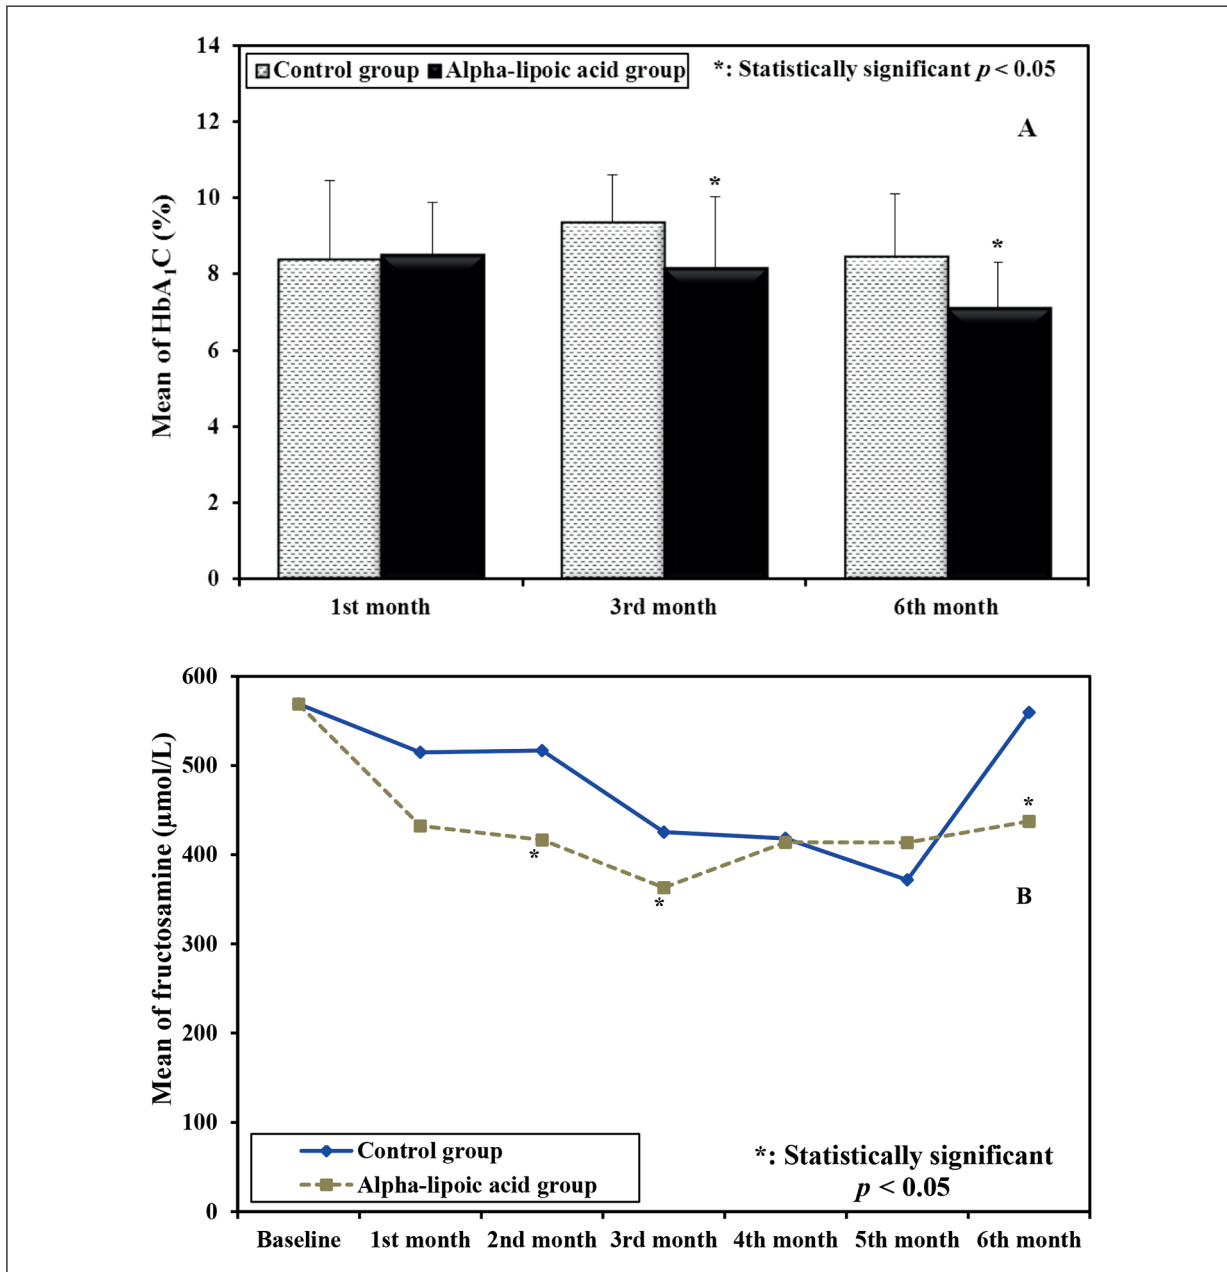 14
12
10
8
6
4
2
0
Mean of HbA₁C (%)
Control group Alpha-lipoic acid group
*: Statistically significant p < 0.05
A
*
*
1st month 3rd month 6th month
600
500
400
300
200
100
0
Mean of fructosamine (µmol/L)
*
*
*
B
Control group
Alpha-lipoic acid group
*: Statistically significant
p < 0.05
Baseline 1st month 2nd month 3rd month 4th month 5th month 6th month